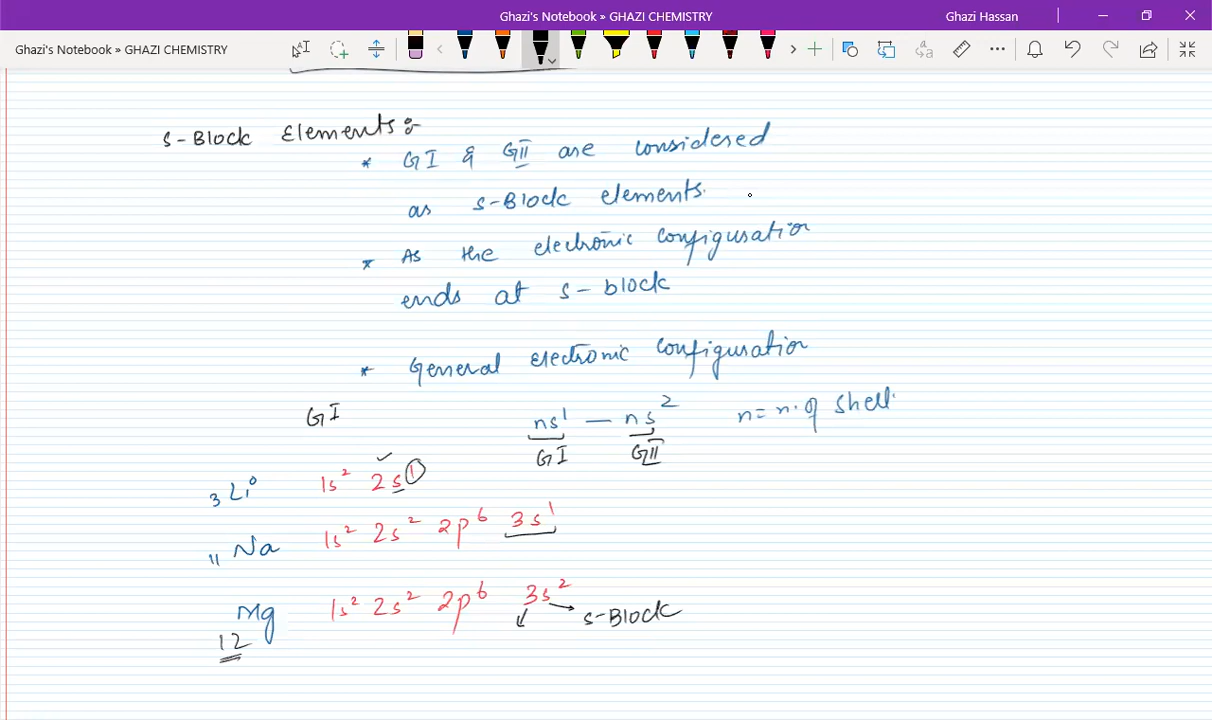 Ghazi's Notebook » GHAZI CHEMISTRY
Ghazi Hassan
Ghazi's Notebook » GHAZI CHEMISTRY
S-Block Elements:-
* GI & GII are considered
as s-Block elements.
* As the electronic configuration
ends at s-block
* General electronic configuration
GI
ns¹ — ns² n = n. of shell.
GI GII
₃Li 1s² 2s¹
₁₁Na 1s² 2s² 2p⁶ 3s¹
Mg 1s² 2s² 2p⁶ 3s²
12 s-Block